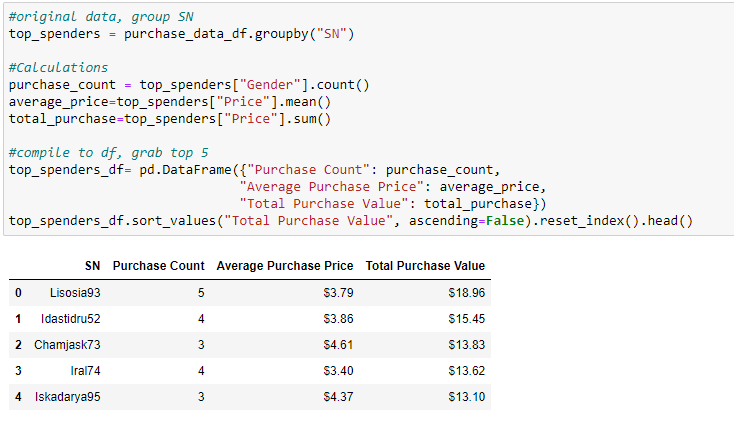 #original data, group SN
top_spenders = purchase_data_df.groupby("SN")
#Calculations
purchase_count = top_spenders["Gender"].count()
average_price=top_spenders["Price"].mean()
total_purchase=top_spenders["Price"].sum()
#compile to df, grab top 5
top_spenders_df= pd.DataFrame({"Purchase Count": purchase_count,
"Average Purchase Price": average_price,
"Total Purchase Value": total_purchase})
top_spenders_df.sort_values("Total Purchase Value", ascending=False).reset_index().head()
SN Purchase Count Average Purchase Price Total Purchase Value
0 Lisosia93 5 $3.79 $18.96
1 Idastidru52 4 $3.86 $15.45
2 Chamjask73 3 $4.61 $13.83
3 Iral74 4 $3.40 $13.62
4 Iskadarya95 3 $4.37 $13.10